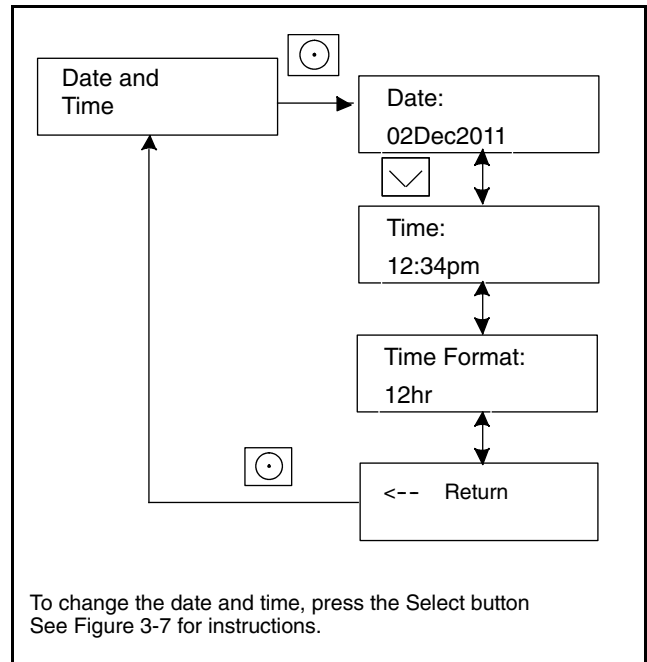 Date and
Time
Date:
02Dec2011
Time:
12:34pm
Time Format:
12hr
<-- Return
To change the date and time, press the Select button
See Figure 3-7 for instructions.